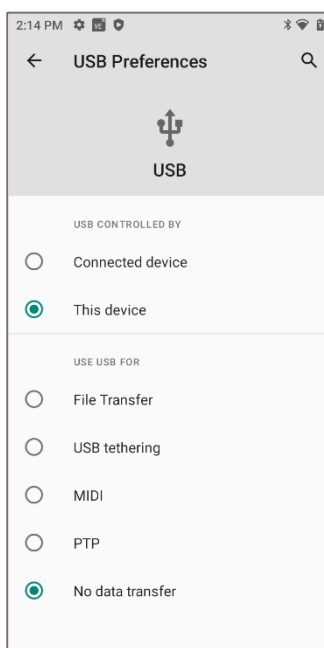 2:14 PM
USB Preferences
USB
USB CONTROLLED BY
Connected device
This device
USE USB FOR
File Transfer
USB tethering
MIDI
PTP
No data transfer